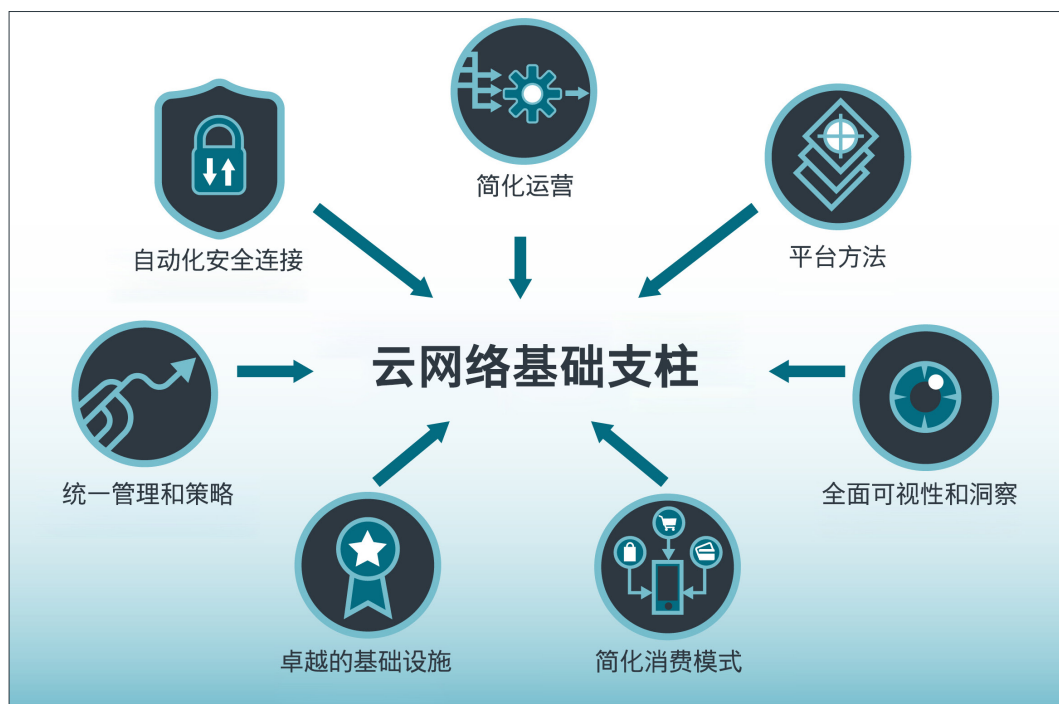 简化运营
自动化安全连接
平台方法
云网络基础支柱
统一管理和策略
全面可视性和洞察
卓越的基础设施
简化消费模式